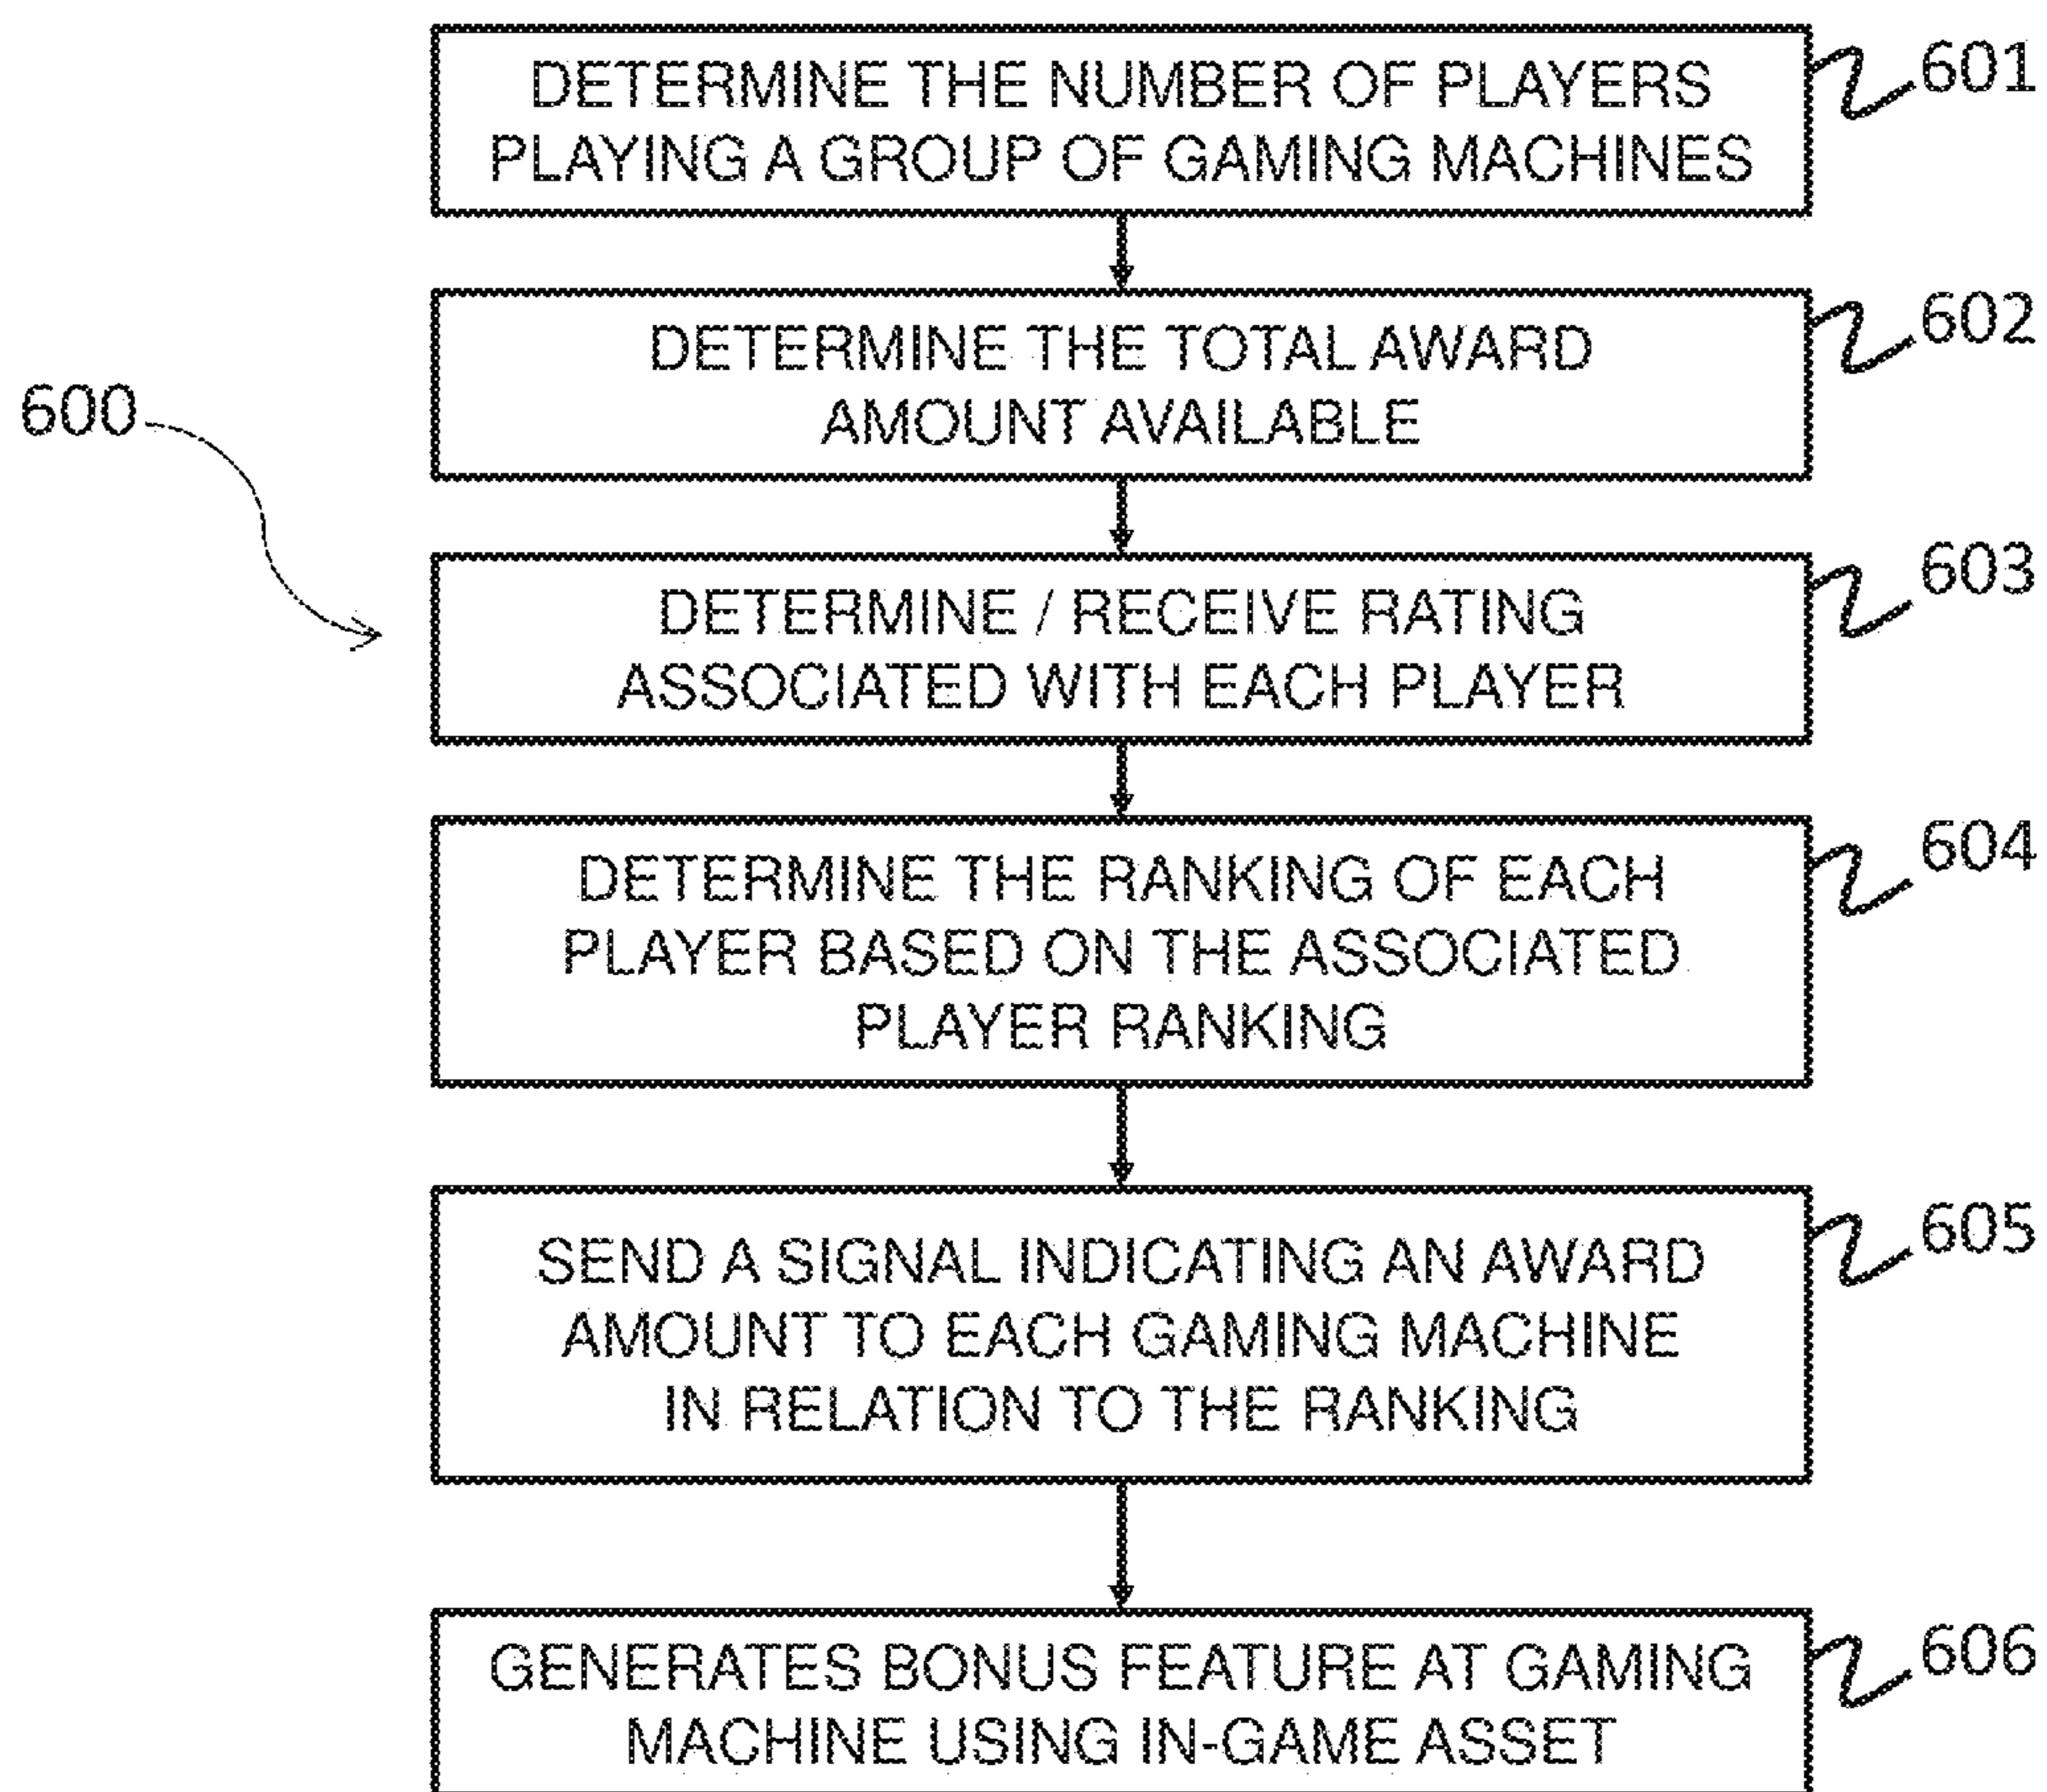 DETERMINE THE NUMBER OF PLAYERS
PLAYING A GROUP OF GAMING MACHINES
601
DETERMINE THE TOTAL AWARD
AMOUNT AVAILABLE
602
600
DETERMINE / RECEIVE RATING
ASSOCIATED WITH EACH PLAYER
603
DETERMINE THE RANKING OF EACH
PLAYER BASED ON THE ASSOCIATED
PLAYER RANKING
604
SEND A SIGNAL INDICATING AN AWARD
AMOUNT TO EACH GAMING MACHINE
IN RELATION TO THE RANKING
605
GENERATES BONUS FEATURE AT GAMING
MACHINE USING IN-GAME ASSET
606